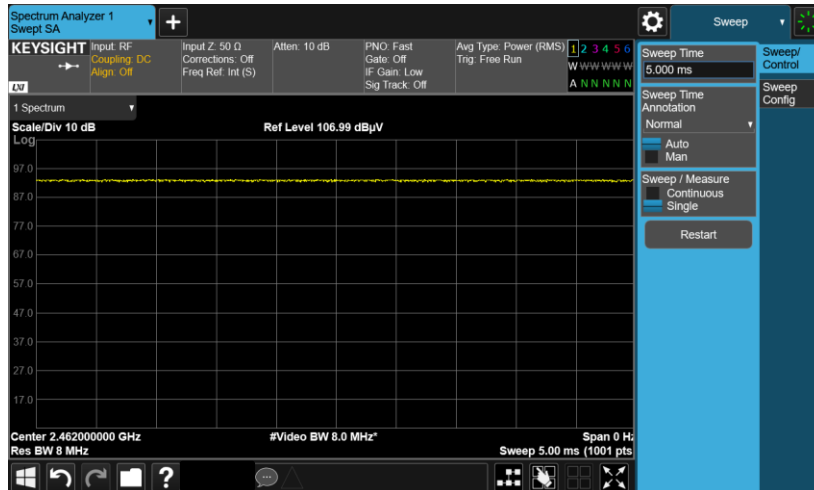 Spectrum Analyzer 1
Swept SA
+
Sweep
KEYSIGHT
LXI
Input: RF
Coupling: DC
Align: Off
Input Z: 50 Ω
Corrections: Off
Freq Ref: Int (S)
Atten: 10 dB
PNO: Fast
Gate: Off
IF Gain: Low
Sig Track: Off
Avg Type: Power (RMS)
Trig: Free Run
1 2 3 4 5 6
W W W W W W
A N N N N N
1 Spectrum
Scale/Div 10 dB
Ref Level 106.99 dBµV
Log
97.0
87.0
77.0
67.0
57.0
47.0
37.0
27.0
17.0
Center 2.462000000 GHz
#Video BW 8.0 MHz*
Span 0 Hz
Res BW 8 MHz
Sweep 5.00 ms (1001 pts
?
Sweep Time
5.000 ms
Sweep Time
Annotation
Normal
Auto
Man
Sweep / Measure
Continuous
Single
Restart
Sweep/
Control
Sweep
Config